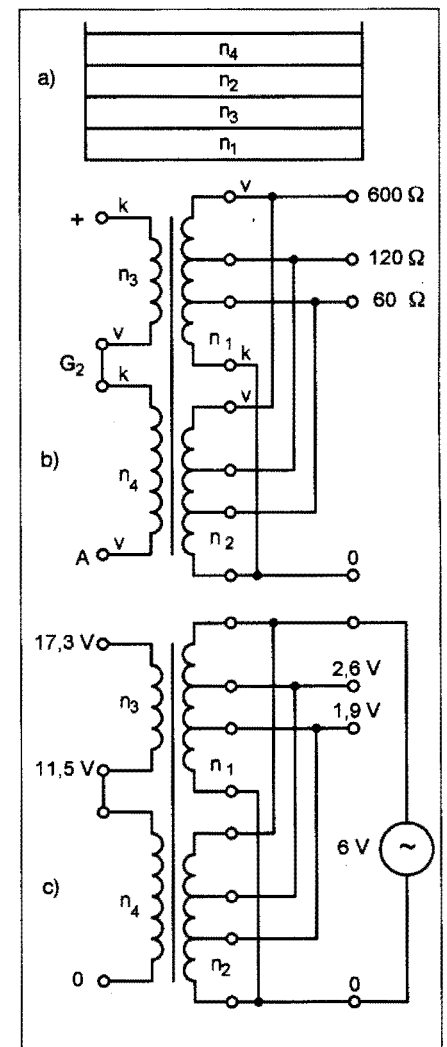 a)
n4
n2
n3
n1
+ k v 600 Ω
120 Ω
n3 60 Ω
v n1
G2 k k
v
b) n4
n2
A v 0
17,3 V
2,6 V
n3 1,9 V
11,5 V n1
6 V ~
c) n4
n2
0 0